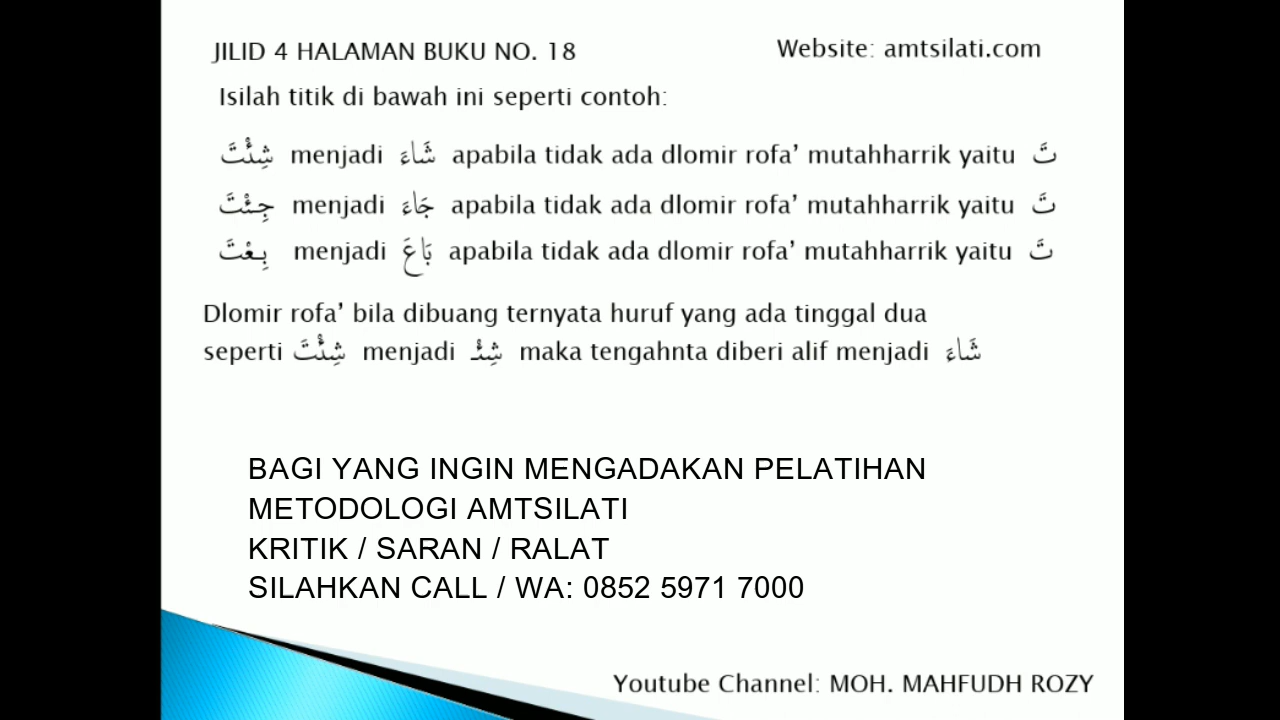 JILID 4 HALAMAN BUKU NO. 18
Website: amtsilati.com
Isilah titik di bawah ini seperti contoh:
شِئْتَ menjadi شَاءَ apabila tidak ada dlomir rofa’ mutahharrik yaitu تَ
جِئْتَ menjadi جَاءَ apabila tidak ada dlomir rofa’ mutahharrik yaitu تَ
بِعْتَ menjadi بَاعَ apabila tidak ada dlomir rofa’ mutahharrik yaitu تَ
Dlomir rofa’ bila dibuang ternyata huruf yang ada tinggal dua
seperti شِئْتَ menjadi شِئْـ maka tengahnta diberi alif menjadi شَاءَ
BAGI YANG INGIN MENGADAKAN PELATIHAN
METODOLOGI AMTSILATI
KRITIK / SARAN / RALAT
SILAHKAN CALL / WA: 0852 5971 7000
Youtube Channel: MOH. MAHFUDH ROZY